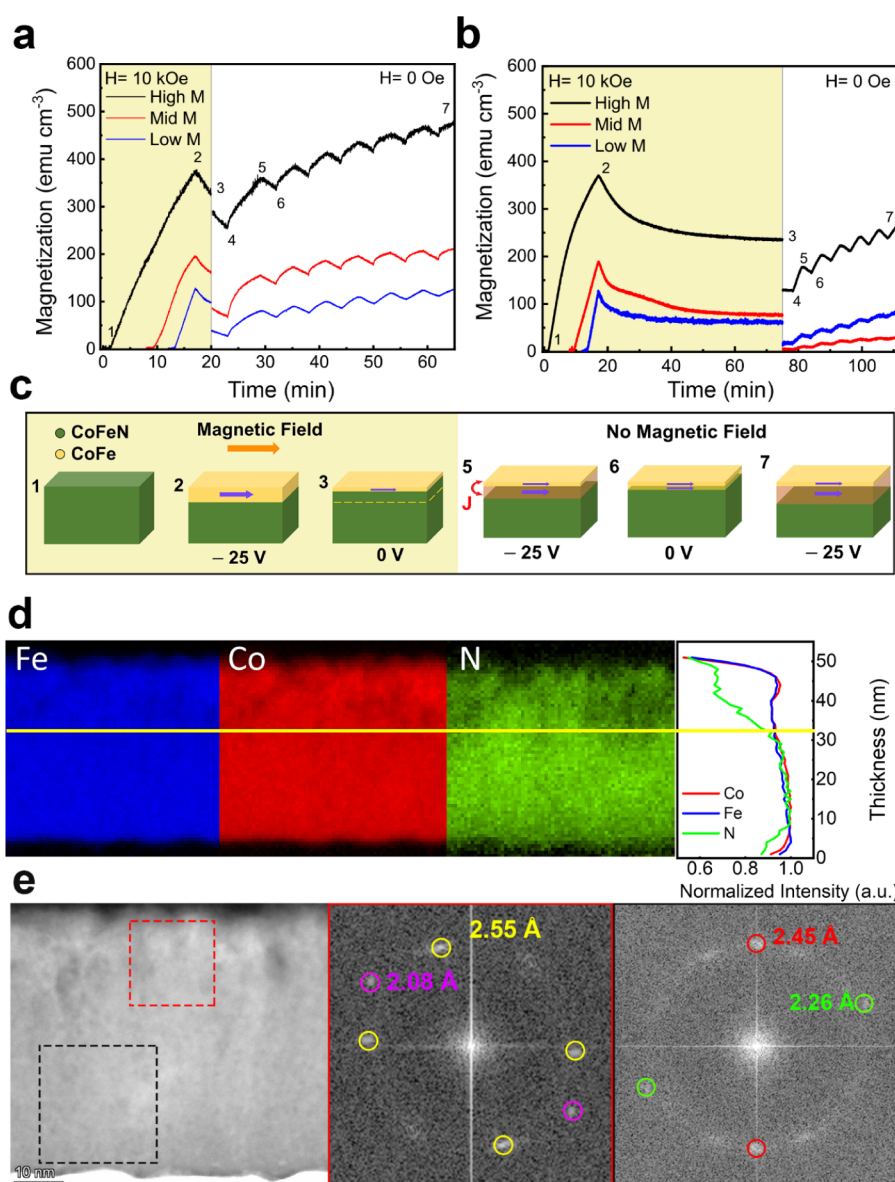 a
b
600
500
400
300
200
100
0
Magnetization (emu cm⁻³)
H= 10 kOe
High M
Mid M
Low M
H= 0 Oe
1
2
3
4
5
6
7
0
10
20
30
40
50
60
Time (min)
600
500
400
300
200
100
0
Magnetization (emu cm⁻³)
H= 10 kOe
High M
Mid M
Low M
H= 0 Oe
1
2
3
4
5
6
7
0
20
40
60
80
100
Time (min)
c
CoFeN
CoFe
Magnetic Field
No Magnetic Field
1
2
3
5
6
7
J
– 25 V
0 V
– 25 V
0 V
– 25 V
d
Fe
Co
N
Co
Fe
N
50
40
30
20
10
0
Thickness (nm)
0.6
0.8
1.0
Normalized Intensity (a.u.)
e
10 nm
2.55 Å
2.08 Å
2.45 Å
2.26 Å